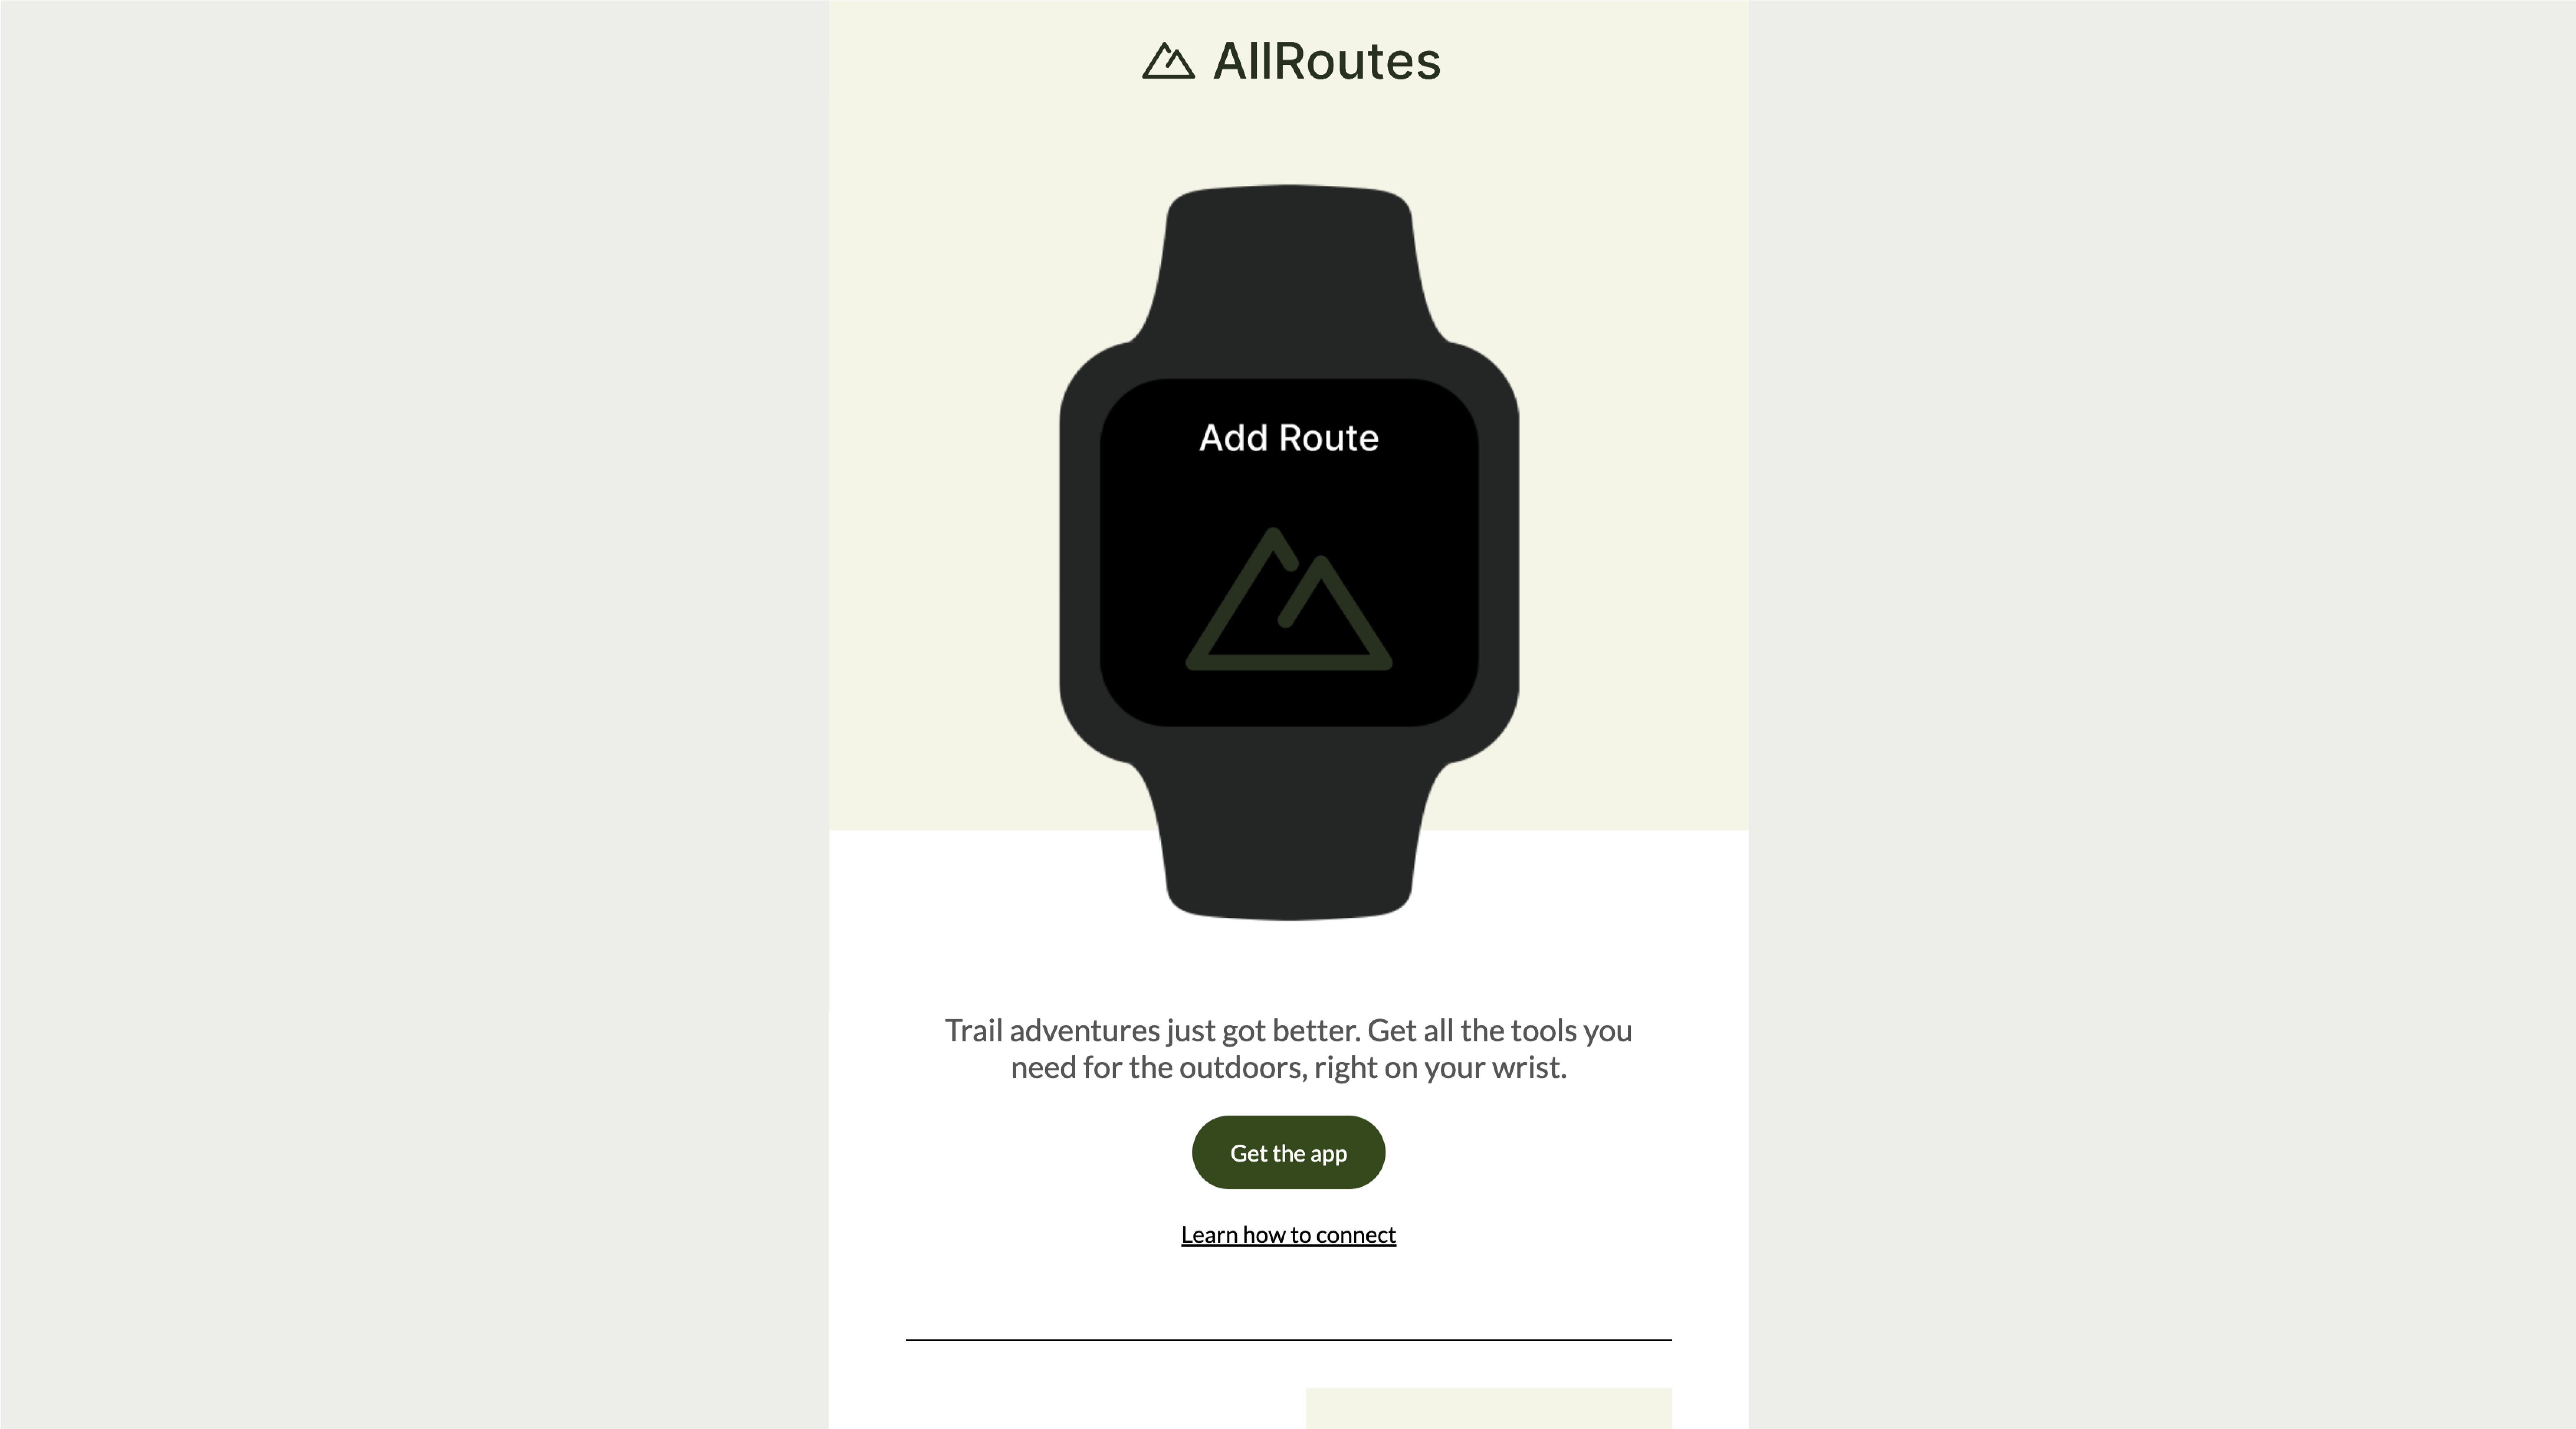 AllRoutes
Add Route
Trail adventures just got better. Get all the tools you
need for the outdoors, right on your wrist.
Get the app
Learn how to connect